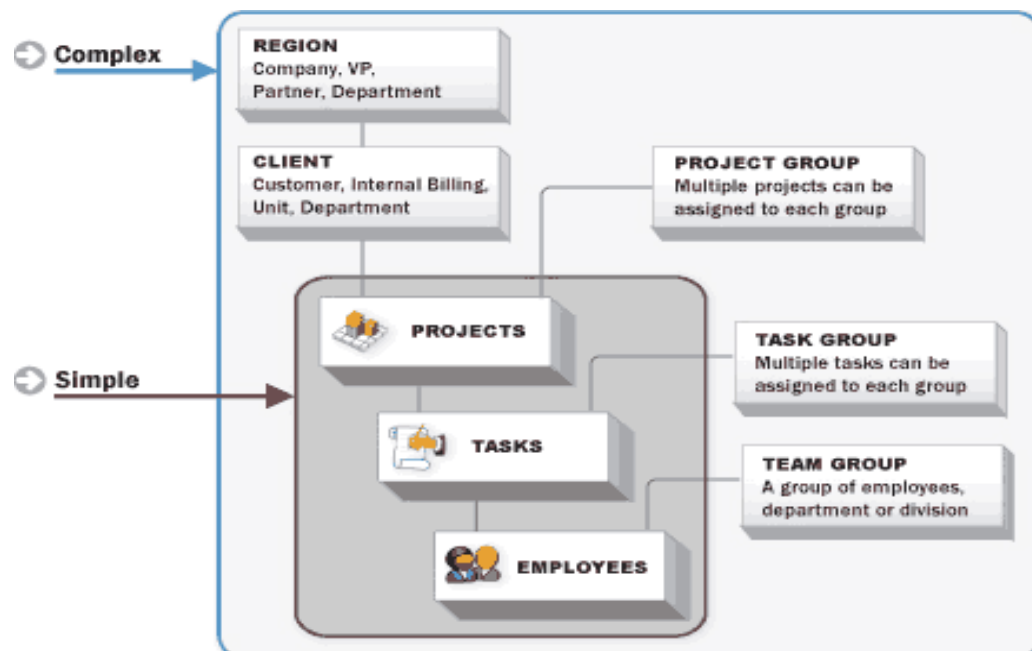 Complex
REGION
Company, VP,
Partner, Department
CLIENT
Customer, Internal Billing,
Unit, Department
PROJECT GROUP
Multiple projects can be
assigned to each group
PROJECTS
Simple
TASK GROUP
Multiple tasks can be
assigned to each group
TASKS
TEAM GROUP
A group of employees,
department or division
EMPLOYEES